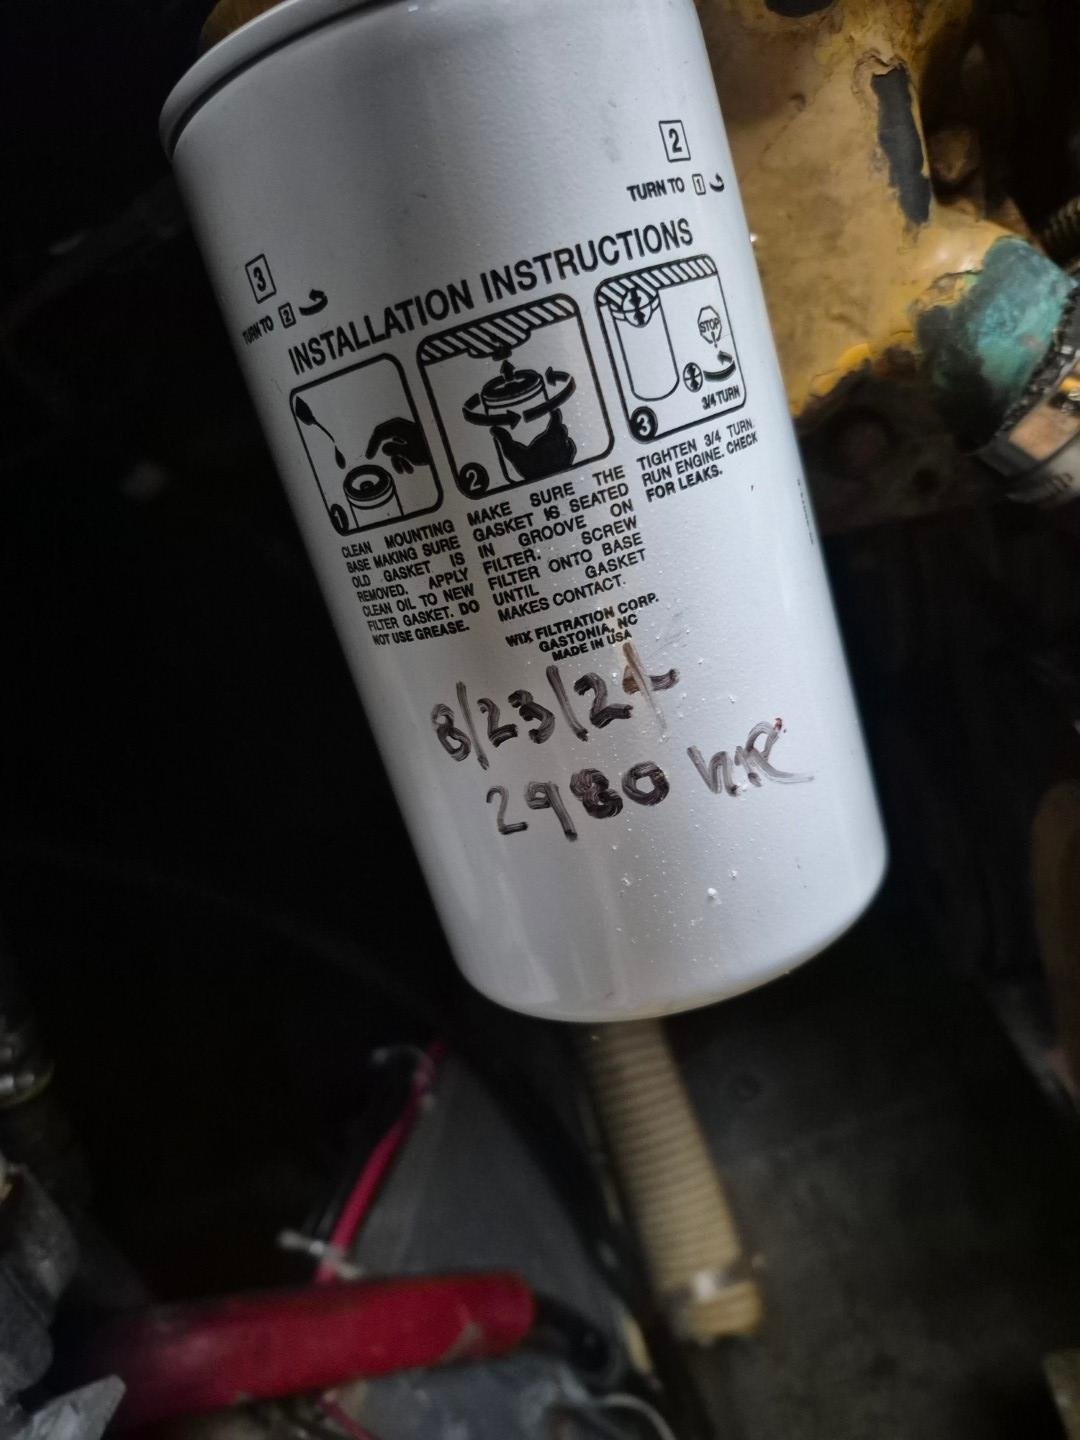 2
TURN TO 1
3
TURN TO 2
INSTALLATION INSTRUCTIONS
1
CLEAN MOUNTING
BASE MAKING SURE
OLD GASKET IS
REMOVED. APPLY
CLEAN OIL TO NEW
FILTER GASKET. DO
NOT USE GREASE.
2
MAKE SURE THE
GASKET IS SEATED
IN GROOVE ON
FILTER. SCREW
FILTER ONTO BASE
UNTIL GASKET
MAKES CONTACT.
STOP
3/4 TURN
3
TIGHTEN 3/4 TURN.
RUN ENGINE. CHECK
FOR LEAKS.
WIX FILTRATION CORP.
GASTONIA, NC
MADE IN USA
8/23/24
2980 HR